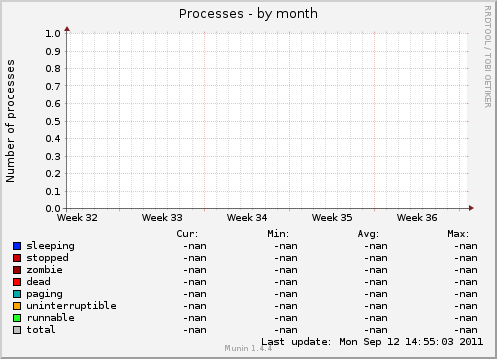 Processes - by month
RRDTOOL / TOBI OETIKER
Number of processes
1.0
0.9
0.8
0.7
0.6
0.5
0.4
0.3
0.2
0.1
0.0
Week 32 Week 33 Week 34 Week 35 Week 36
Cur: Min: Avg: Max:
sleeping -nan -nan -nan -nan
stopped -nan -nan -nan -nan
zombie -nan -nan -nan -nan
dead -nan -nan -nan -nan
paging -nan -nan -nan -nan
uninterruptible -nan -nan -nan -nan
runnable -nan -nan -nan -nan
total -nan -nan -nan -nan
Last update: Mon Sep 12 14:55:03 2011
Munin 1.4.4